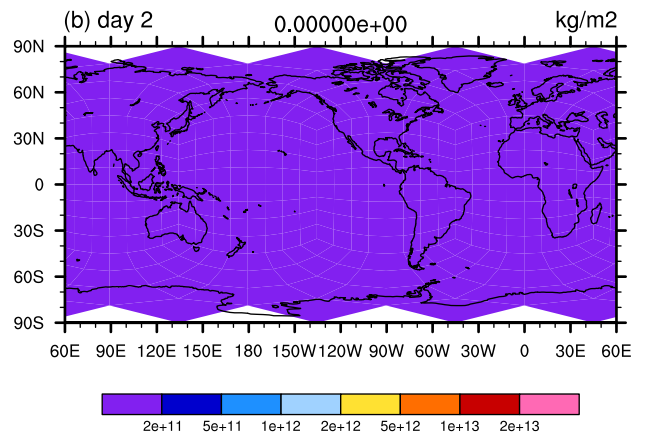 (b) day 2 0.00000e+00 kg/m2
90N
60N
30N
0
30S
60S
90S
60E 90E 120E 150E 180 150W 120W 90W 60W 30W 0 30E 60E
2e+11 5e+11 1e+12 2e+12 5e+12 1e+13 2e+13